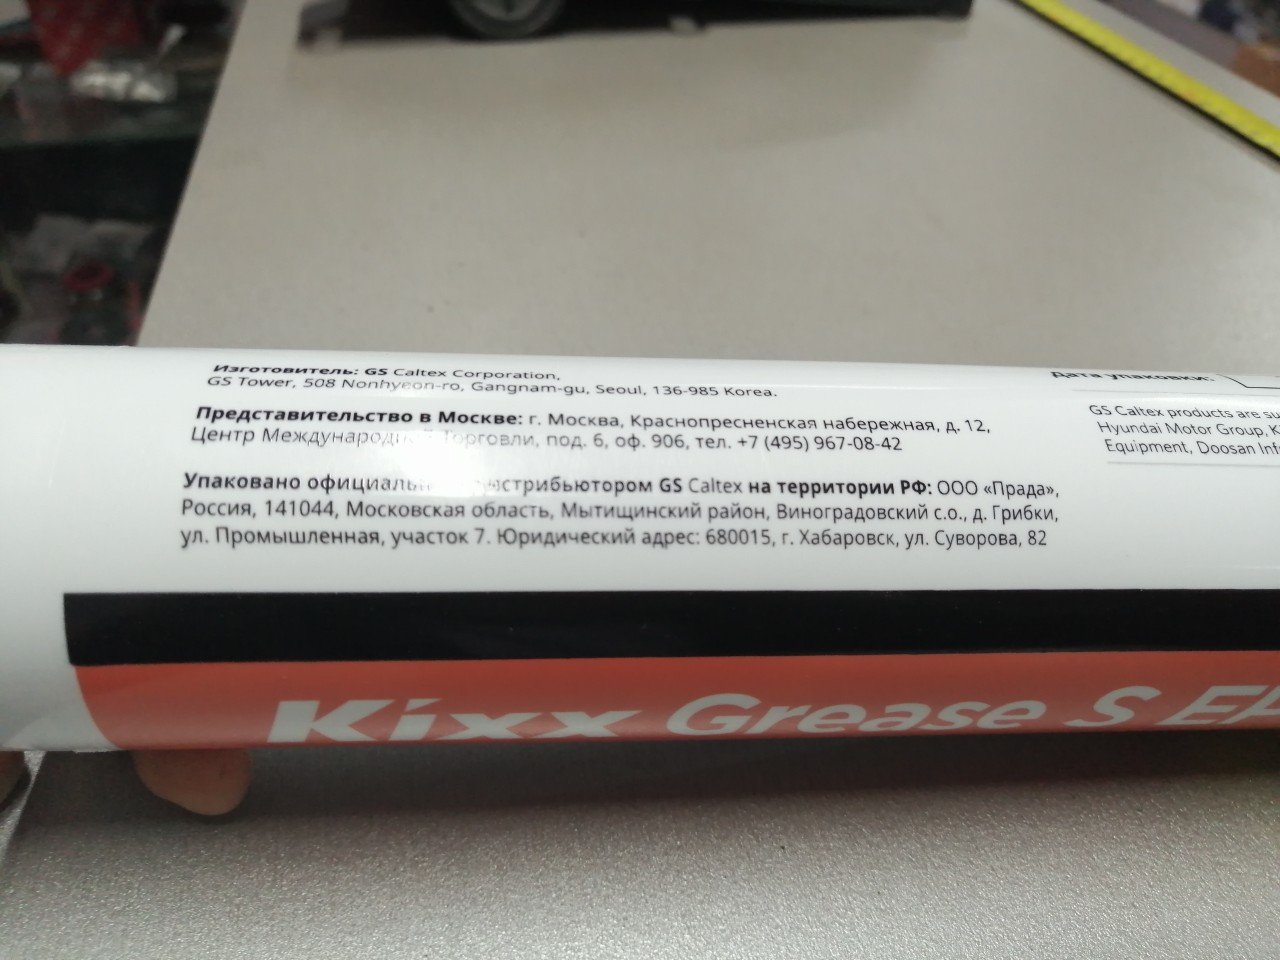 Изготовитель: GS Caltex Corporation,
GS Tower, 508 Nonhyeon-ro, Gangnam-gu, Seoul, 136-985 Korea.
Представительство в Москве: г. Москва, Краснопресненская набережная, д. 12,
Центр Международной Торговли, под. 6, оф. 906, тел. +7 (495) 967-08-42
Упаковано официальным дистрибьютором GS Caltex на территории РФ: ООО «Прада»,
Россия, 141044, Московская область, Мытищинский район, Виноградовский с.о., д. Грибки,
ул. Промышленная, участок 7. Юридический адрес: 680015, г. Хабаровск, ул. Суворова, 82
Дата упаковки:
GS Caltex products are
Hyundai Motor Group,
Equipment, Doosan
Kixx Grease S